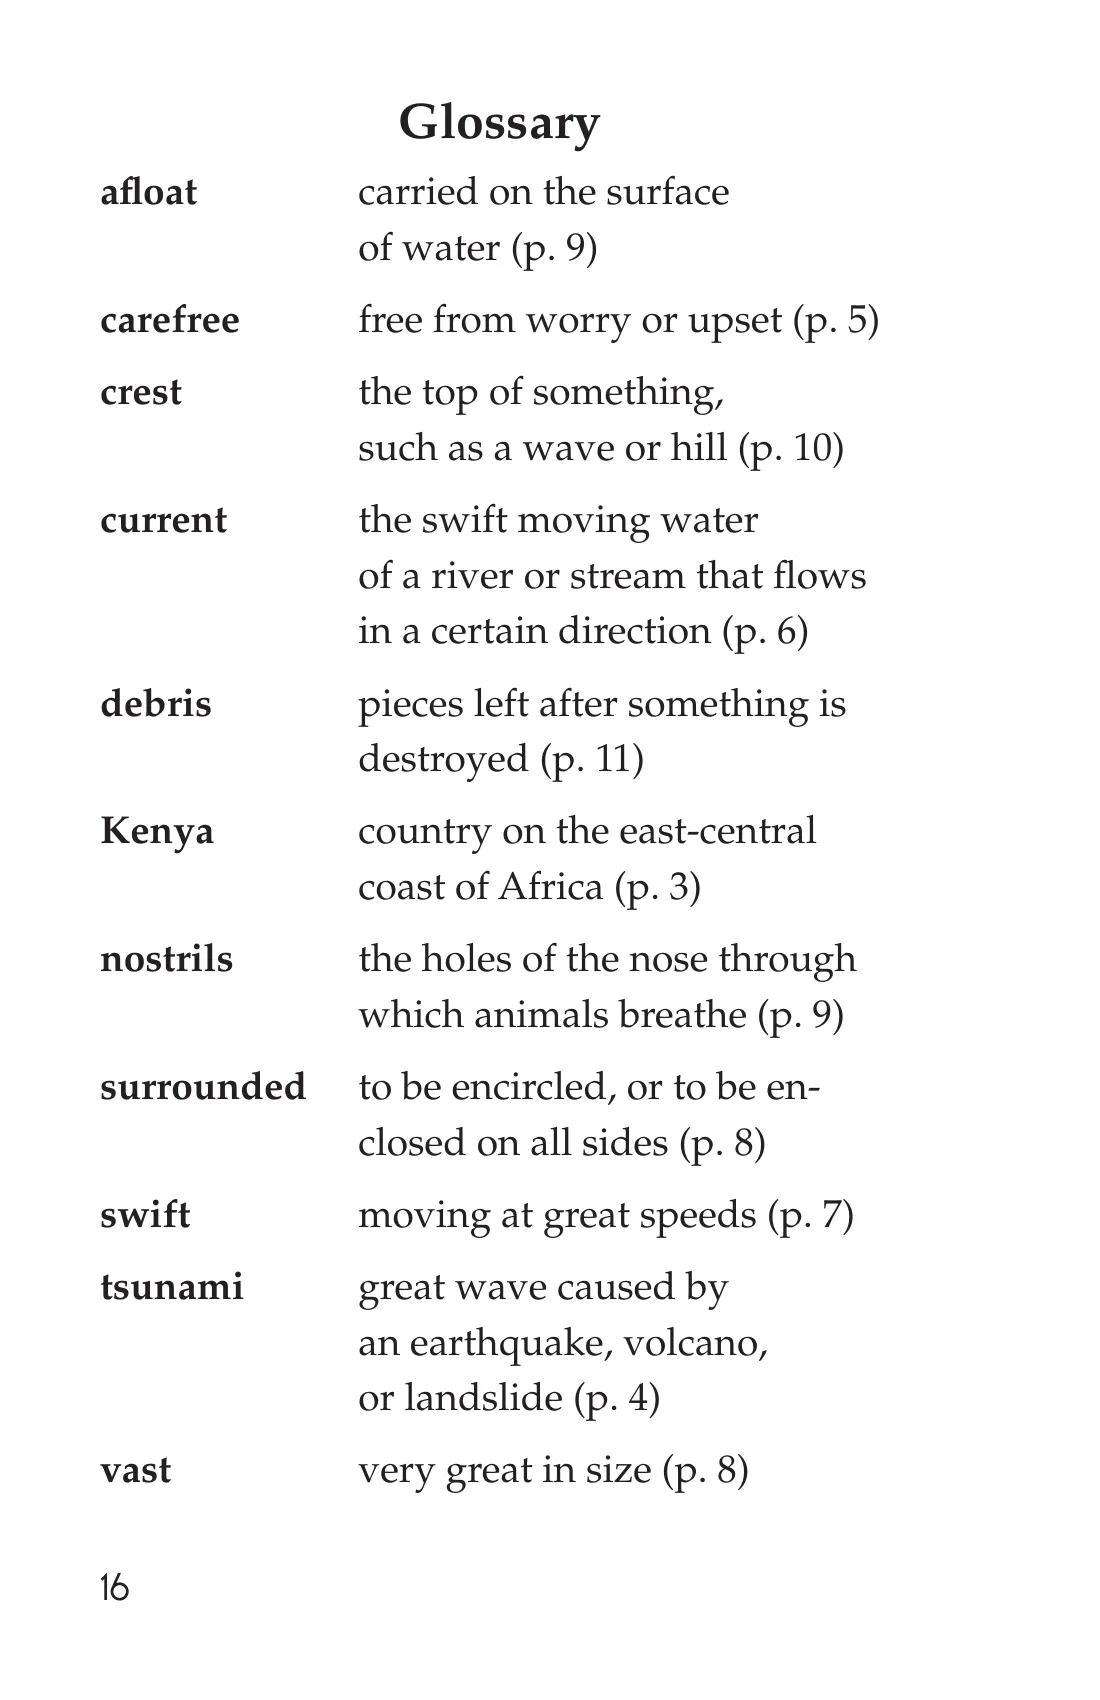 Glossary
afloat carried on the surface
of water (p. 9)
carefree free from worry or upset (p. 5)
crest the top of something,
such as a wave or hill (p. 10)
current the swift moving water
of a river or stream that flows
in a certain direction (p. 6)
debris pieces left after something is
destroyed (p. 11)
Kenya country on the east-central
coast of Africa (p. 3)
nostrils the holes of the nose through
which animals breathe (p. 9)
surrounded to be encircled, or to be en-
closed on all sides (p. 8)
swift moving at great speeds (p. 7)
tsunami great wave caused by
an earthquake, volcano,
or landslide (p. 4)
vast very great in size (p. 8)
16